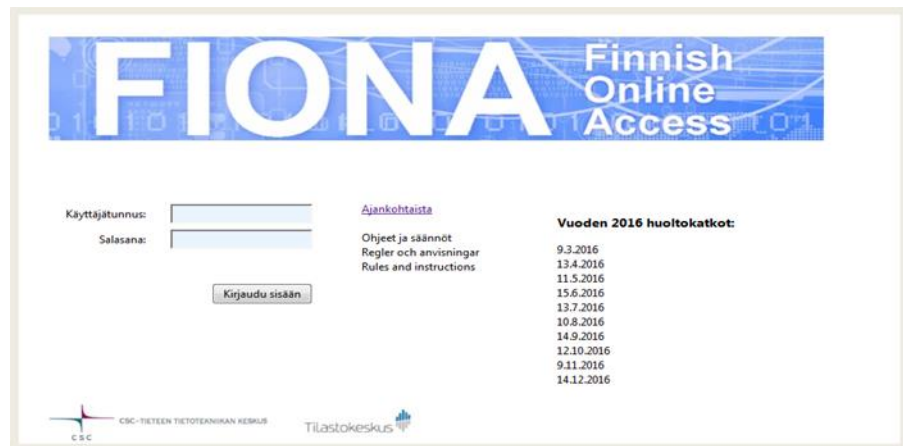 FIONA
Finnish
Online
Access
Käyttäjätunnus:
Salasana:
Kirjaudu sisään
Ajankohtaista
Ohjeet ja säännöt
Regler och anvisningar
Rules and instructions
Vuoden 2016 huoltokatkot:
9.3.2016
13.4.2016
11.5.2016
15.6.2016
13.7.2016
10.8.2016
14.9.2016
12.10.2016
9.11.2016
14.12.2016
CSC
CSC-TIETEEN TIETOTEKNIIKAN KESKUS
Tilastokeskus